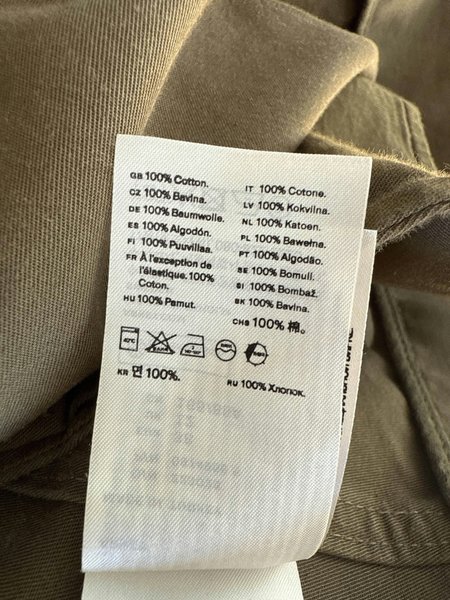 GB 100% Cotton.
CZ 100% Bavlna.
DE 100% Baumwolle.
ES 100% Algodón.
FI 100% Puuvillaa.
FR À l'exception de
l'élastique.100%
Coton.
HU 100% Pamut.
IT 100% Cotone.
LV 100% Kokvilna.
NL 100% Katoen.
PL 100% Bawełna.
PT 100% Algodão.
SE 100% Bomull.
SI 100% Bombaž.
SK 100% Bavlna.
CHS 100% 棉。
40°C
KR 면 100%.
RU 100% Хлопок.